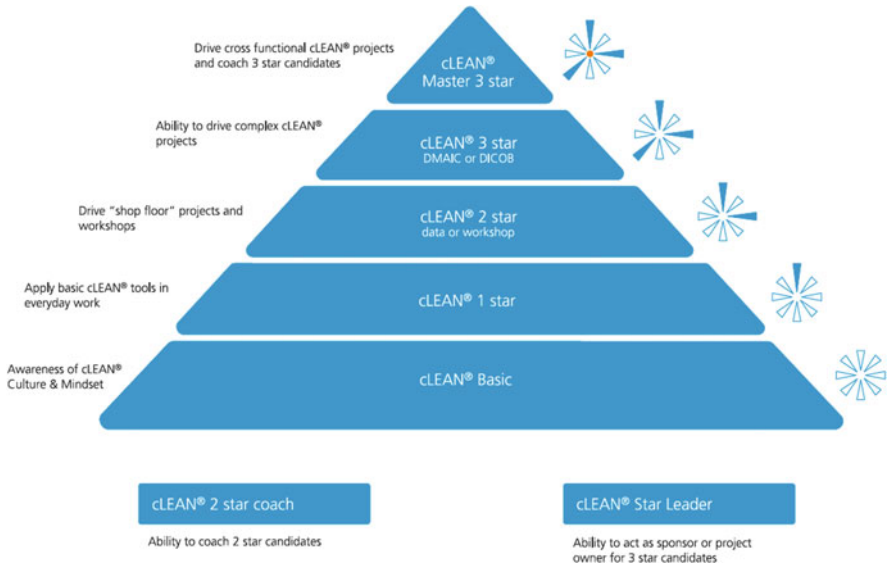 Drive cross functional cLEAN® projects
and coach 3 star candidates
cLEAN®
Master 3 star
Ability to drive complex cLEAN®
projects
cLEAN® 3 star
DMAIC or DICOB
Drive “shop floor” projects and
workshops
cLEAN® 2 star
data or workshop
Apply basic cLEAN® tools in
everyday work
cLEAN® 1 star
Awareness of cLEAN®
Culture & Mindset
cLEAN® Basic
cLEAN® 2 star coach
Ability to coach 2 star candidates
cLEAN® Star Leader
Ability to act as sponsor or project
owner for 3 star candidates